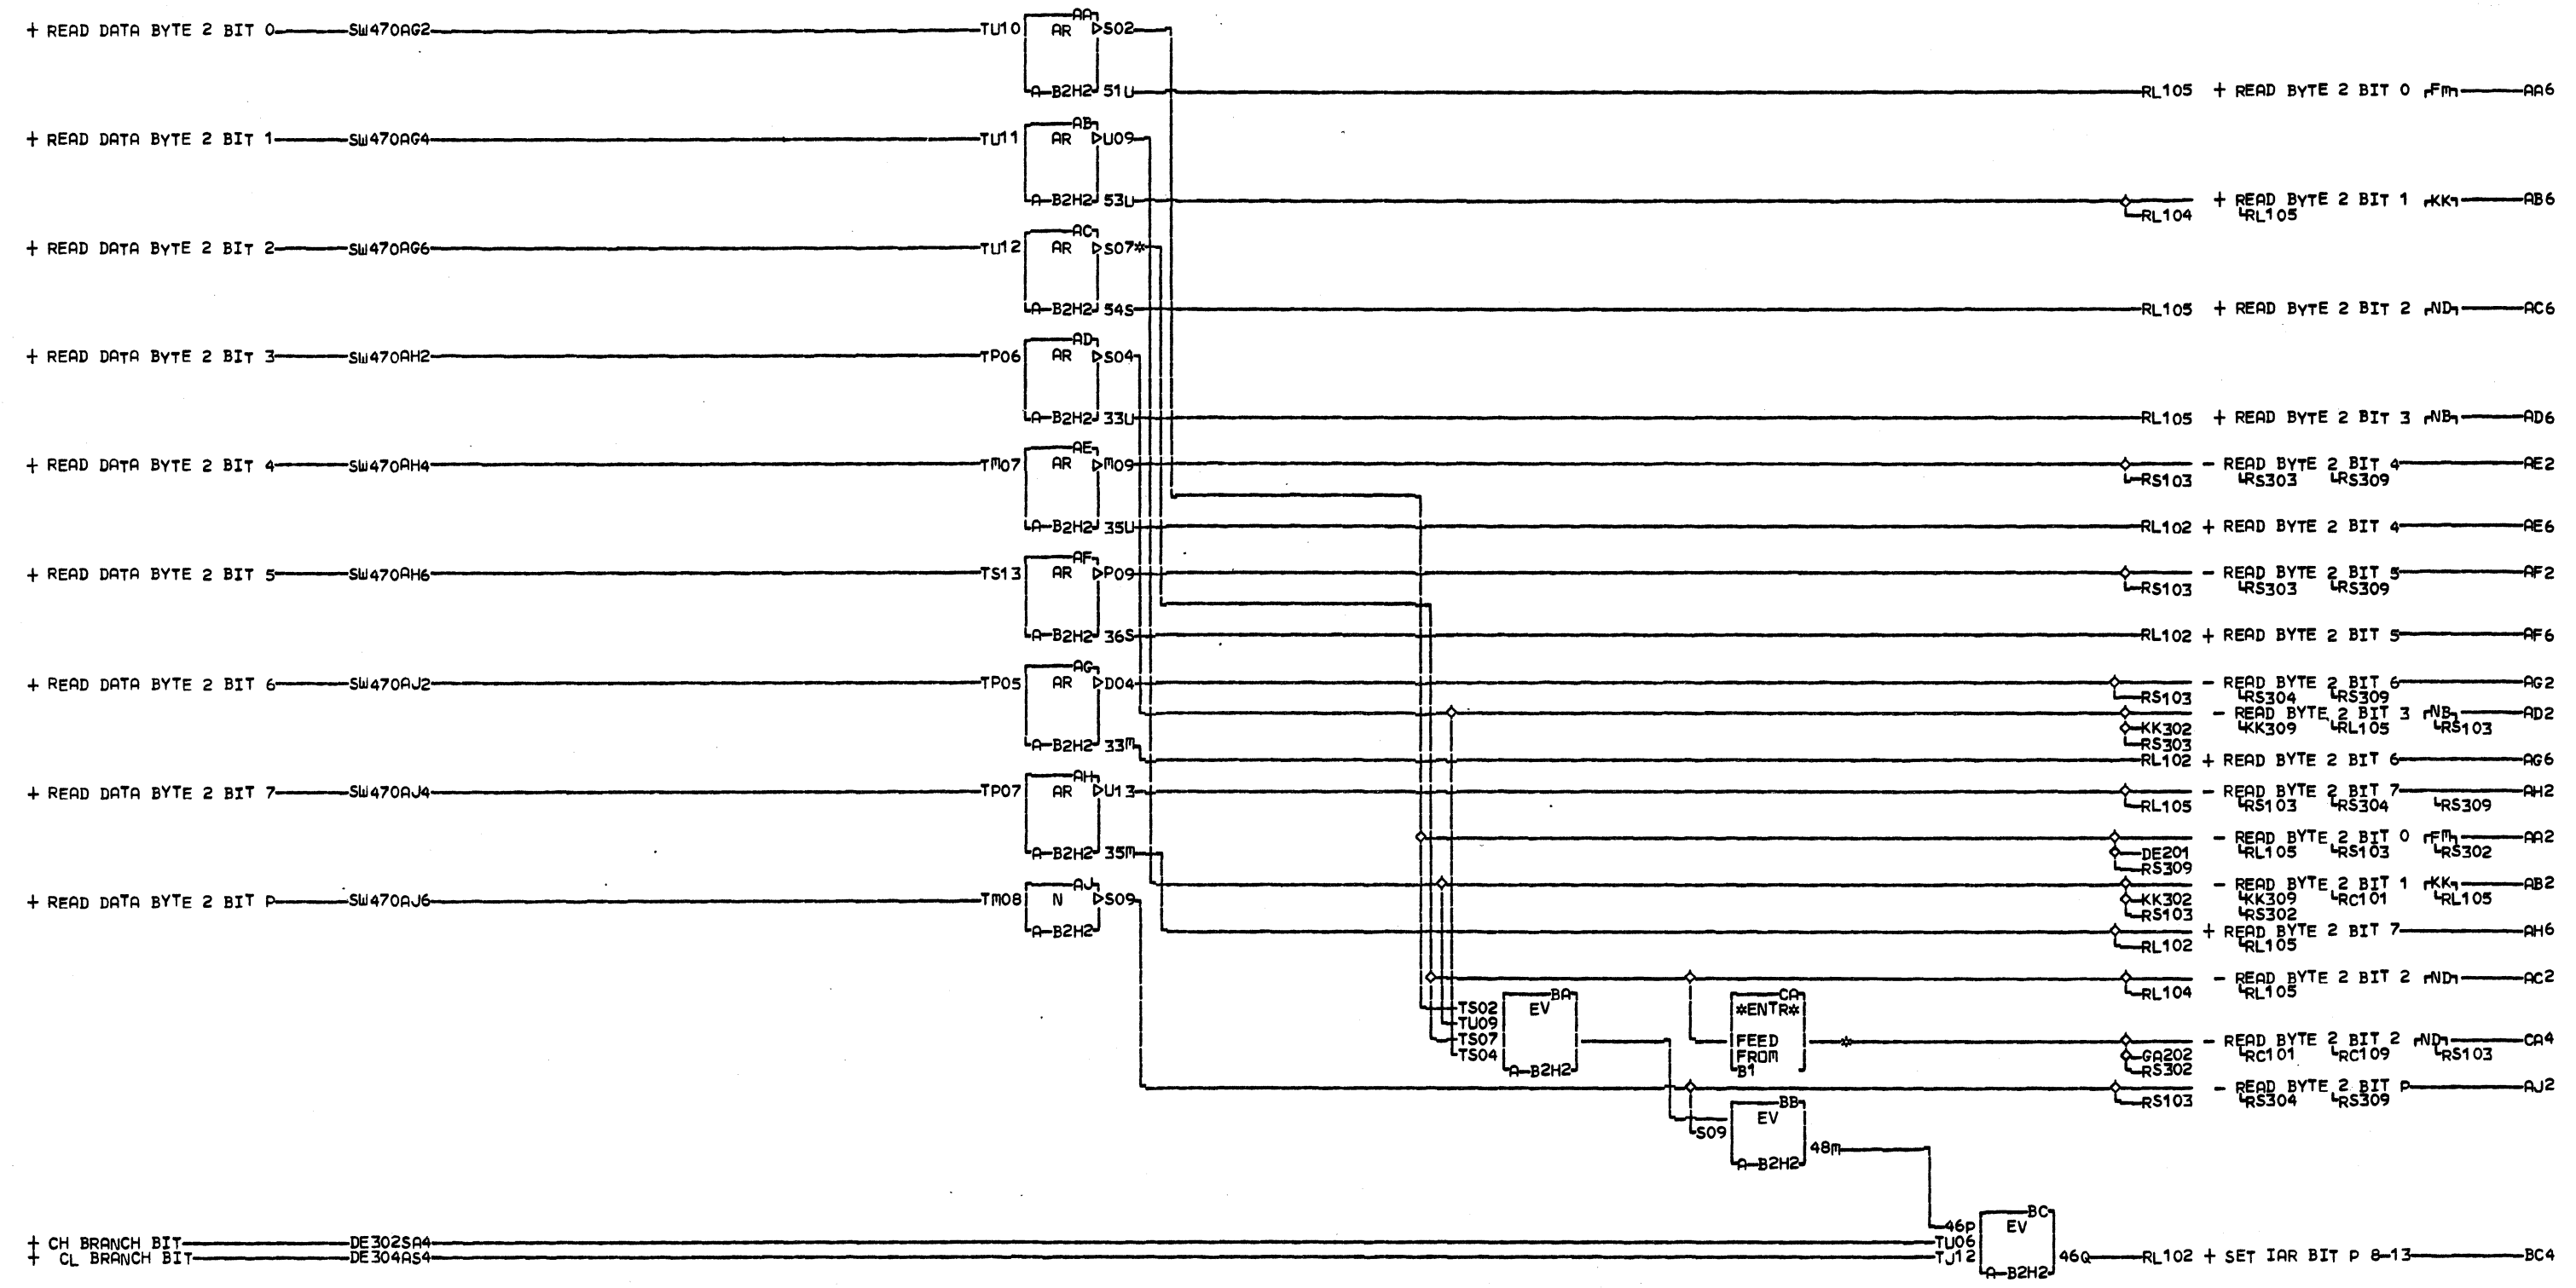 AA
+ READ DATA BYTE 2 BIT 0 SW470AG2 TU10 AR S02
A B2H2 51U RL105 + READ BYTE 2 BIT 0 FM AA6
AB
+ READ DATA BYTE 2 BIT 1 SW470AG4 TU11 AR U09
A B2H2 53U + READ BYTE 2 BIT 1 KK AB6
RL104 RL105
AC
+ READ DATA BYTE 2 BIT 2 SW470AG6 TU12 AR S07*
A B2H2 54S RL105 + READ BYTE 2 BIT 2 ND AC6
AD
+ READ DATA BYTE 2 BIT 3 SW470AH2 TP06 AR S04
A B2H2 33U RL105 + READ BYTE 2 BIT 3 NB AD6
AE
+ READ DATA BYTE 2 BIT 4 SW470AH4 TM07 AR M09 - READ BYTE 2 BIT 4 AE2
RS103 RS303 RS309
A B2H2 35U RL102 + READ BYTE 2 BIT 4 AE6
AF
+ READ DATA BYTE 2 BIT 5 SW470AH6 TS13 AR P09 - READ BYTE 2 BIT 5 AF2
RS103 RS303 RS309
A B2H2 36S RL102 + READ BYTE 2 BIT 5 AF6
AG
+ READ DATA BYTE 2 BIT 6 SW470AJ2 TP05 AR D04 - READ BYTE 2 BIT 6 AG2
RS103 RS304 RS309
- READ BYTE 2 BIT 3 NB AD2
KK302 KK309 RL105 RS103
A B2H2 33M RS303
RL102 + READ BYTE 2 BIT 6 AG6
AH
+ READ DATA BYTE 2 BIT 7 SW470AJ4 TP07 AR U13 - READ BYTE 2 BIT 7 AH2
RL105 RS103 RS304 RS309
- READ BYTE 2 BIT 0 FM AA2
A B2H2 35M DE201 RL105 RS103 RS302
RS309
AJ - READ BYTE 2 BIT 1 KK AB2
+ READ DATA BYTE 2 BIT P SW470AJ6 TM08 N S09 KK302 KK309 RC101 RL105
RS103 RS302
A B2H2 + READ BYTE 2 BIT 7 AH6
RL102 RL105
- READ BYTE 2 BIT 2 ND AC2
BA CA RL104 RL105
TS02 EV *ENTR*
TU09
TS07 FEED * - READ BYTE 2 BIT 2 ND CA4
TS04 FROM GA202 RC101 RC109 RS103
A B2H2 B1 RS302
- READ BYTE 2 BIT P AJ2
BB RS103 RS304 RS309
EV
S09
48M
A B2H2
BC
46P EV
+ CH BRANCH BIT DE302SA4 TU06
+ CL BRANCH BIT DE304AS4 TJ12 46Q RL102 + SET IAR BIT P 8-13 BC4
A B2H2